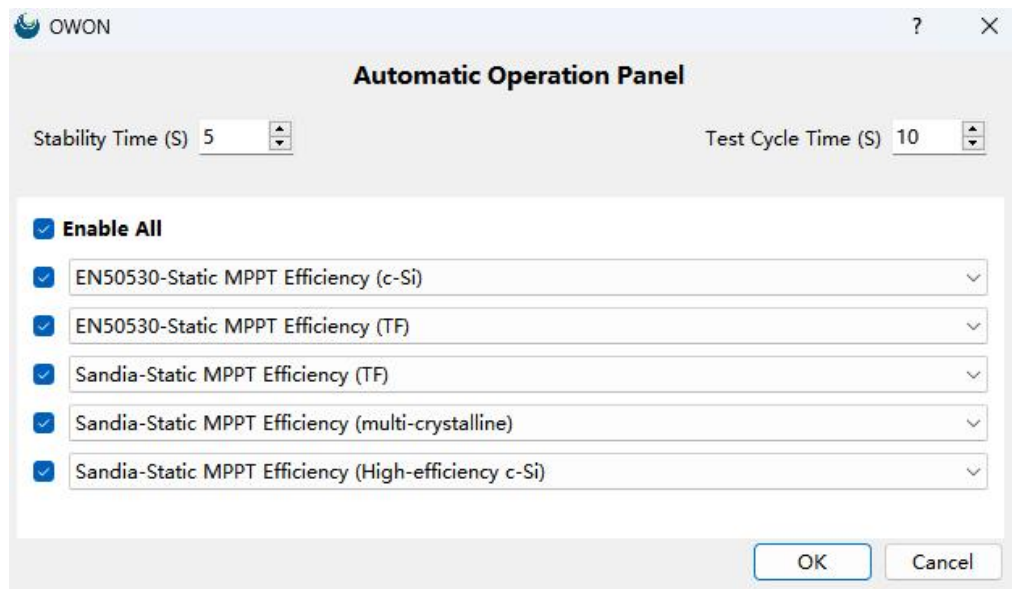 OWON
Automatic Operation Panel
Stability Time (S) 5
Test Cycle Time (S) 10
Enable All
EN50530-Static MPPT Efficiency (c-Si)
EN50530-Static MPPT Efficiency (TF)
Sandia-Static MPPT Efficiency (TF)
Sandia-Static MPPT Efficiency (multi-crystalline)
Sandia-Static MPPT Efficiency (High-efficiency c-Si)
OK
Cancel